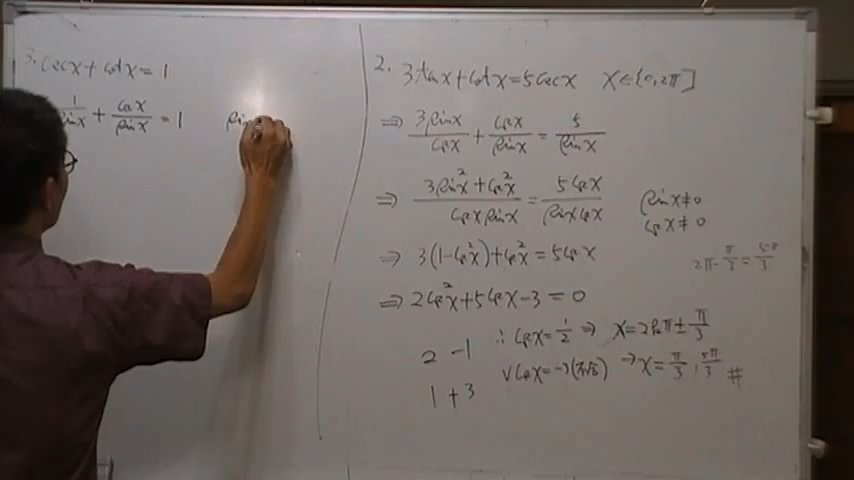 3. cscx + cotx = 1
1/sinx + cosx/sinx = 1 sin
2. 3tanx + cotx = 5cscx x∈[0,2π]
⇒ 3sinx/cosx + cosx/sinx = 5/sinx
⇒ (3sin²x + cos²x)/(cosx sinx) = 5cosx/(sinx cosx) sinx≠0
cosx≠0
⇒ 3(1-cos²x)+cos²x = 5cosx 2π-π/3=5π/3
⇒ 2cos²x+5cosx-3=0
2 -1 ∴ cosx=1/2 ⇒ x=2kπ±π/3
1 +3 ∨ cosx=-3 ⇒ x=π/3, 5π/3 #